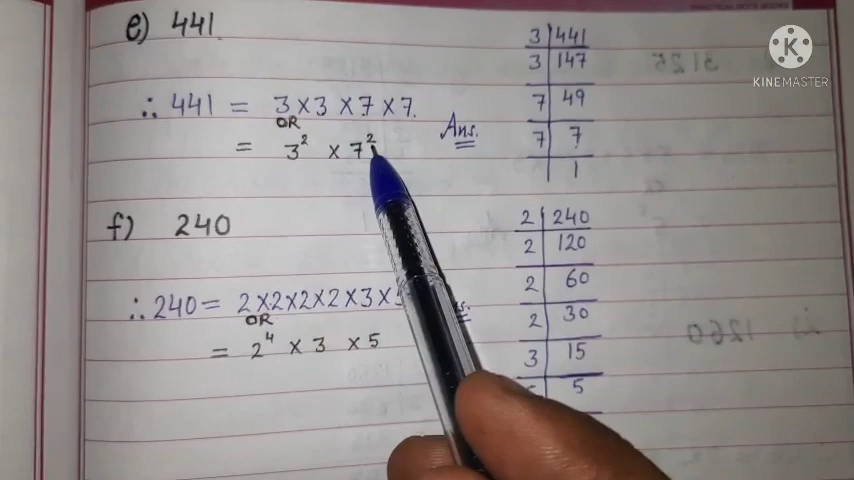 e) 441
∴ 441 = 3 × 3 × 7 × 7
OR
= 3² × 7²
Ans.
3 | 441
3 | 147
7 | 49
7 | 7
1
f) 240
∴ 240 = 2 × 2 × 2 × 2 × 3 ×
OR
= 2⁴ × 3 × 5
2 | 240
2 | 120
2 | 60
2 | 30
3 | 15
5
KINEMASTER
3125
1260